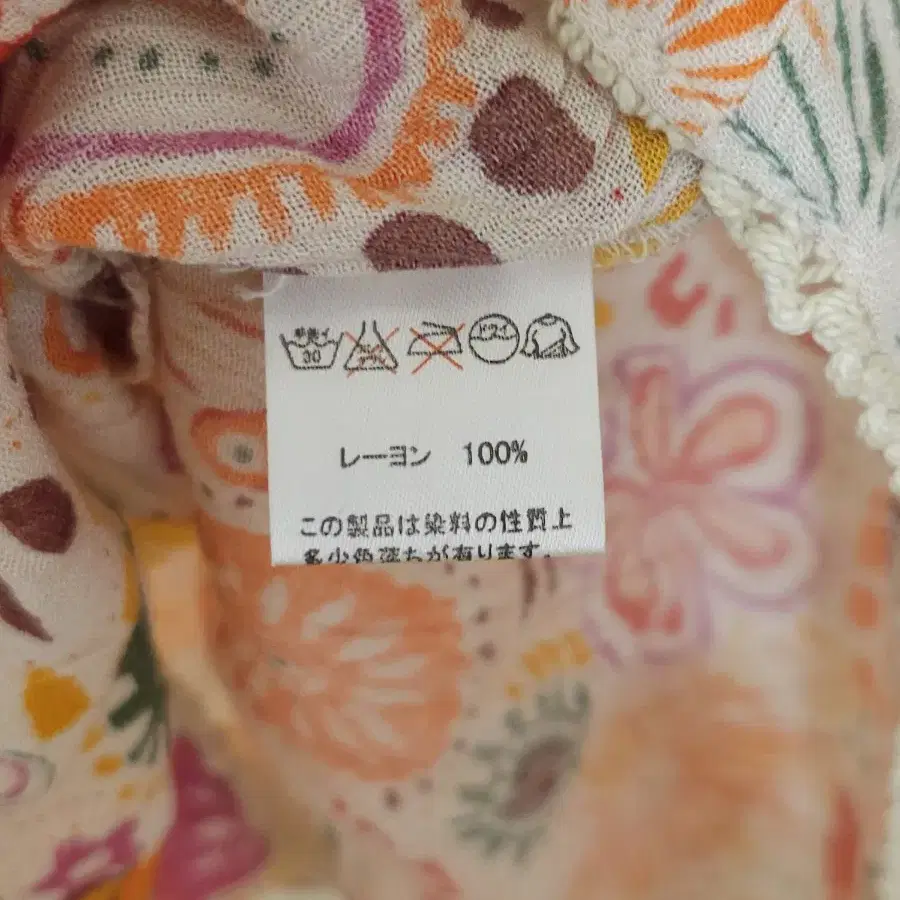 手洗イ
30
ドライ
レーヨン 100%
この製品は染料の性質上
多少色落ちが有ります。